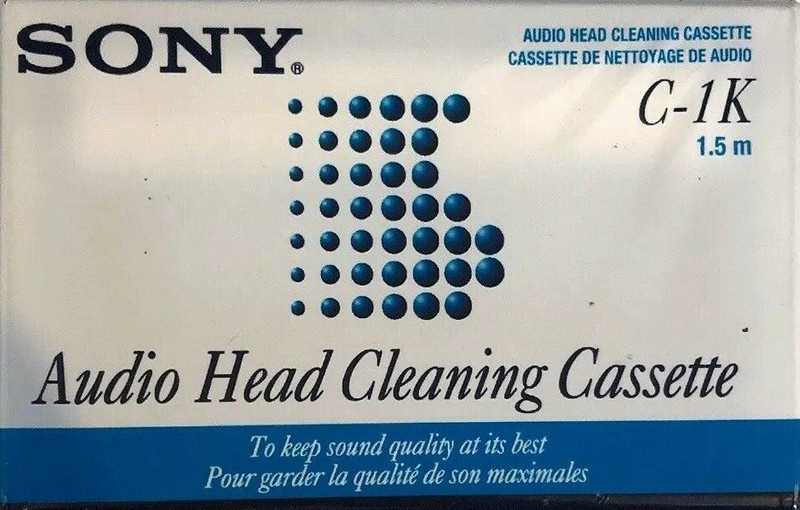 SONY®
AUDIO HEAD CLEANING CASSETTE
CASSETTE DE NETTOYAGE DE AUDIO
C-1K
1.5 m
Audio Head Cleaning Cassette
To keep sound quality at its best
Pour garder la qualité de son maximales